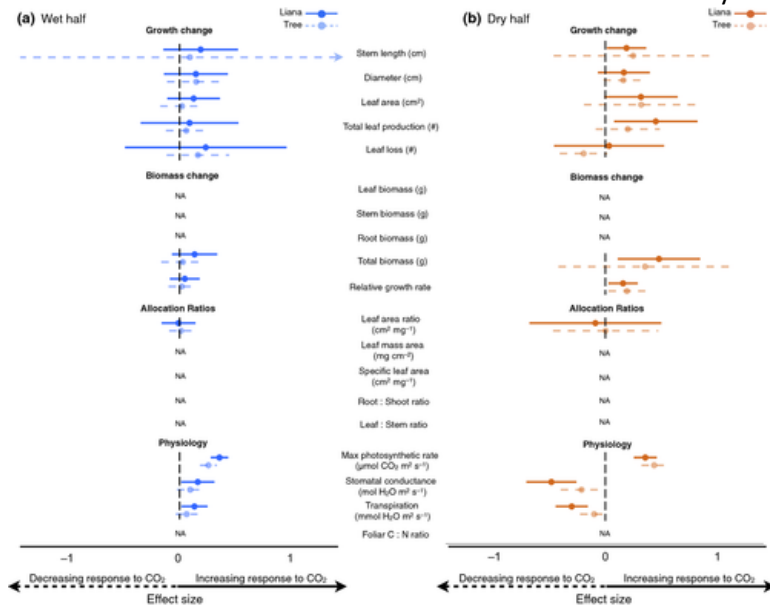 (a) Wet half
Liana
Tree
Growth change
(b) Dry half
Liana
Tree
Growth change
Stem length (cm)
Diameter (cm)
Leaf area (cm²)
Total leaf production (#)
Leaf loss (#)
Biomass change
Biomass change
NA
Leaf biomass (g)
NA
NA
Stem biomass (g)
NA
NA
Root biomass (g)
NA
Total biomass (g)
Relative growth rate
Allocation Ratios
Allocation Ratios
Leaf area ratio
(cm² mg⁻¹)
NA
Leaf mass area
(mg cm⁻²)
NA
NA
Specific leaf area
(cm² mg⁻¹)
NA
NA
Root : Shoot ratio
NA
NA
Leaf : Stem ratio
NA
Physiology
Physiology
Max photosynthetic rate
(μmol CO₂ m² s⁻¹)
Stomatal conductance
(mol H₂O m² s⁻¹)
Transpiration
(mmol H₂O m² s⁻¹)
NA
Foliar C : N ratio
NA
−1 0 1
−1 0 1
Decreasing response to CO₂ Increasing response to CO₂
Effect size
Decreasing response to CO₂ Increasing response to CO₂
Effect size